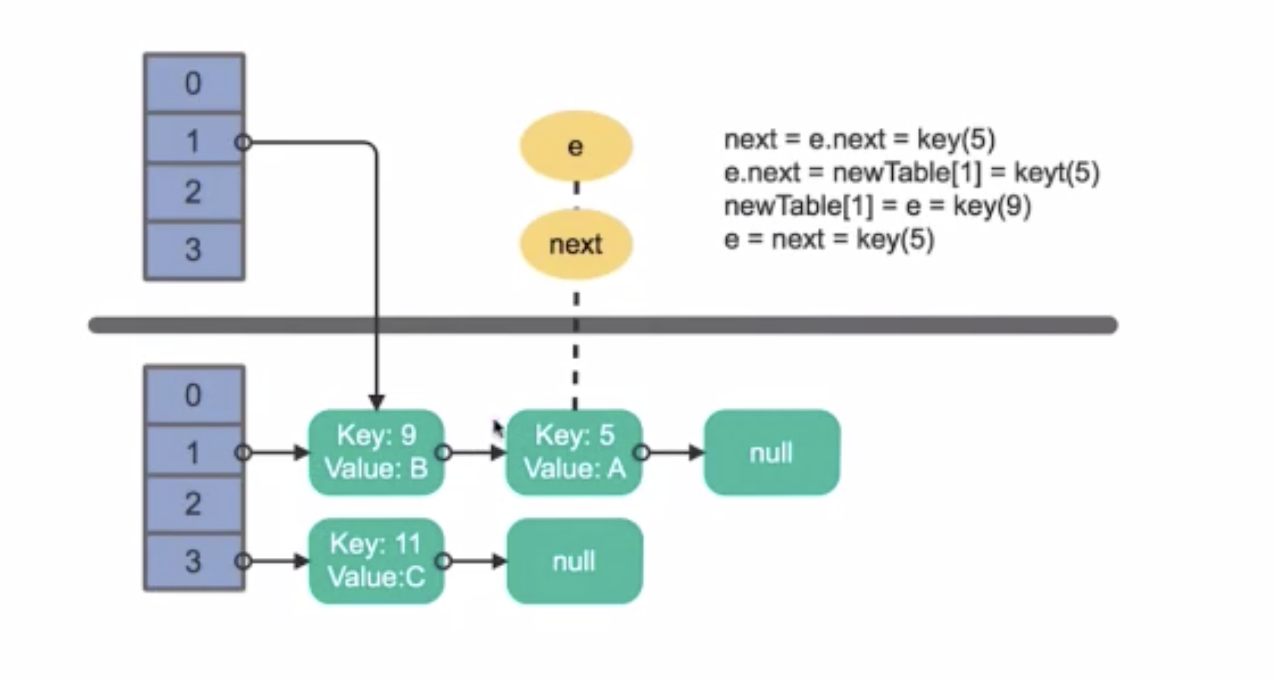 0
1
2
3
e
next
next = e.next = key(5)
e.next = newTable[1] = keyt(5)
newTable[1] = e = key(9)
e = next = key(5)
0
1
2
3
Key: 9
Value: B
Key: 5
Value: A
null
Key: 11
Value:C
null